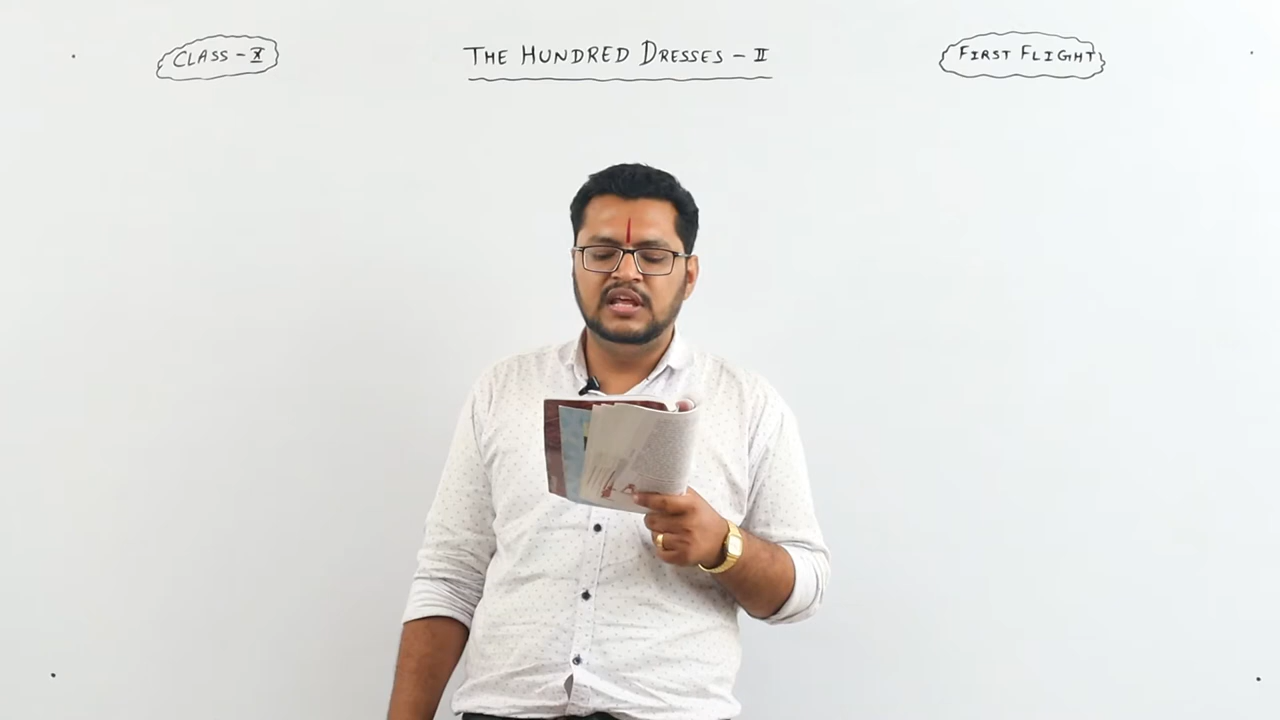 CLASS - X
THE HUNDRED DRESSES - II
FIRST FLIGHT